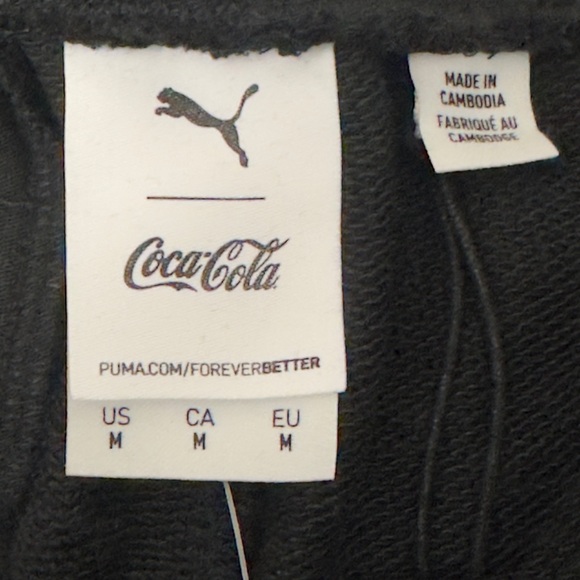 Coca-Cola
PUMA.COM/FOREVERBETTER
US CA EU
M M M
MADE IN
CAMBODIA
FABRIQUÉ AU
CAMBODGE